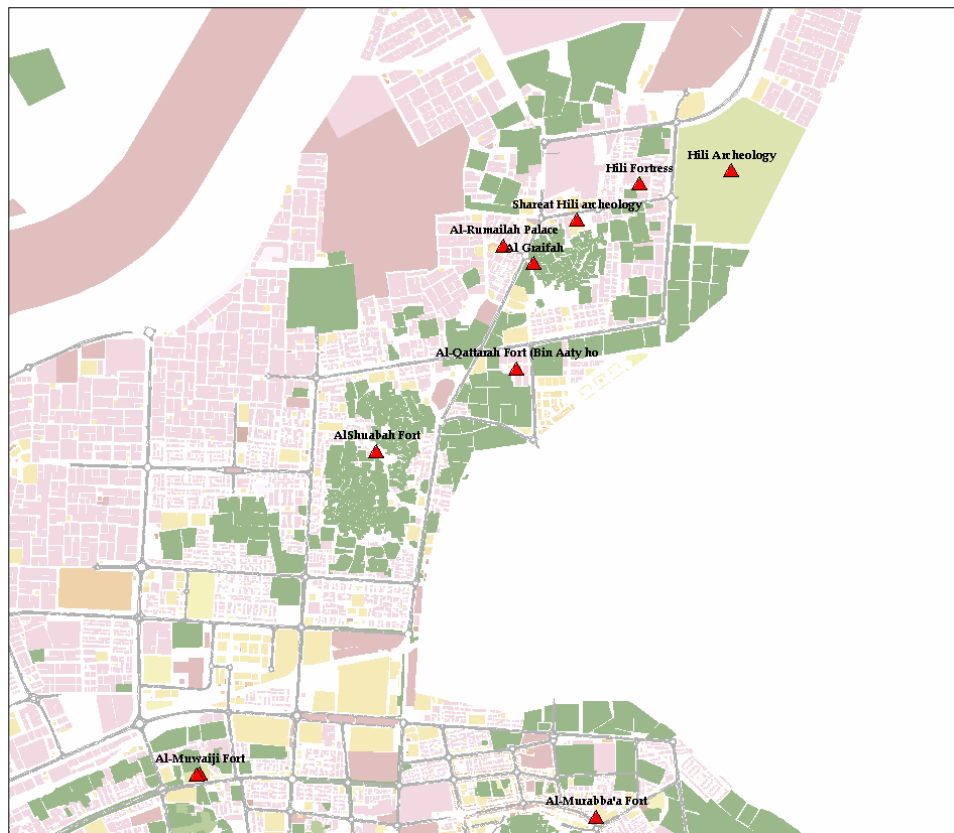 Hili Archeology
Hili Fortress
Shareat Hili archeology
Al-Rumailah Palace
Al Graifah
Al-Qattarah Fort (Bin Aaty ho
AlShuabah Fort
Al-Muwaiji Fort
Al-Murabba'a Fort